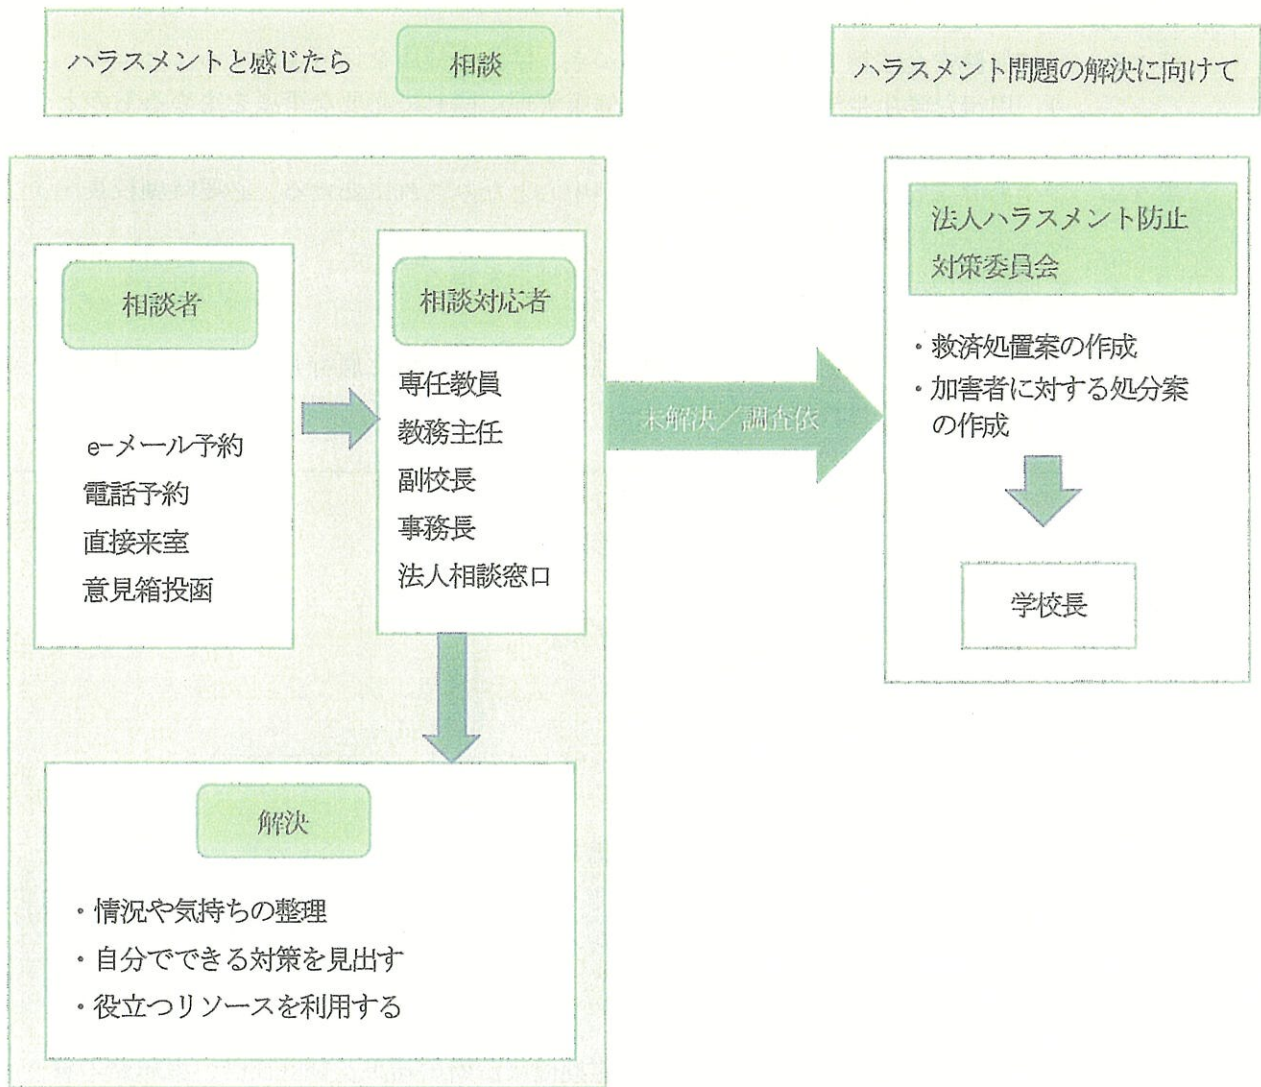 ハラスメントと感じたら 相談
ハラスメント問題の解決に向けて
相談者
e-メール予約
電話予約
直接来室
意見箱投函
相談対応者
専任教員
教務主任
副校長
事務長
法人相談窓口
未解決／調査依
法人ハラスメント防止
対策委員会
・救済処置案の作成
・加害者に対する処分案
の作成
学校長
解決
・情況や気持ちの整理
・自分でできる対策を見出す
・役立つリソースを利用する